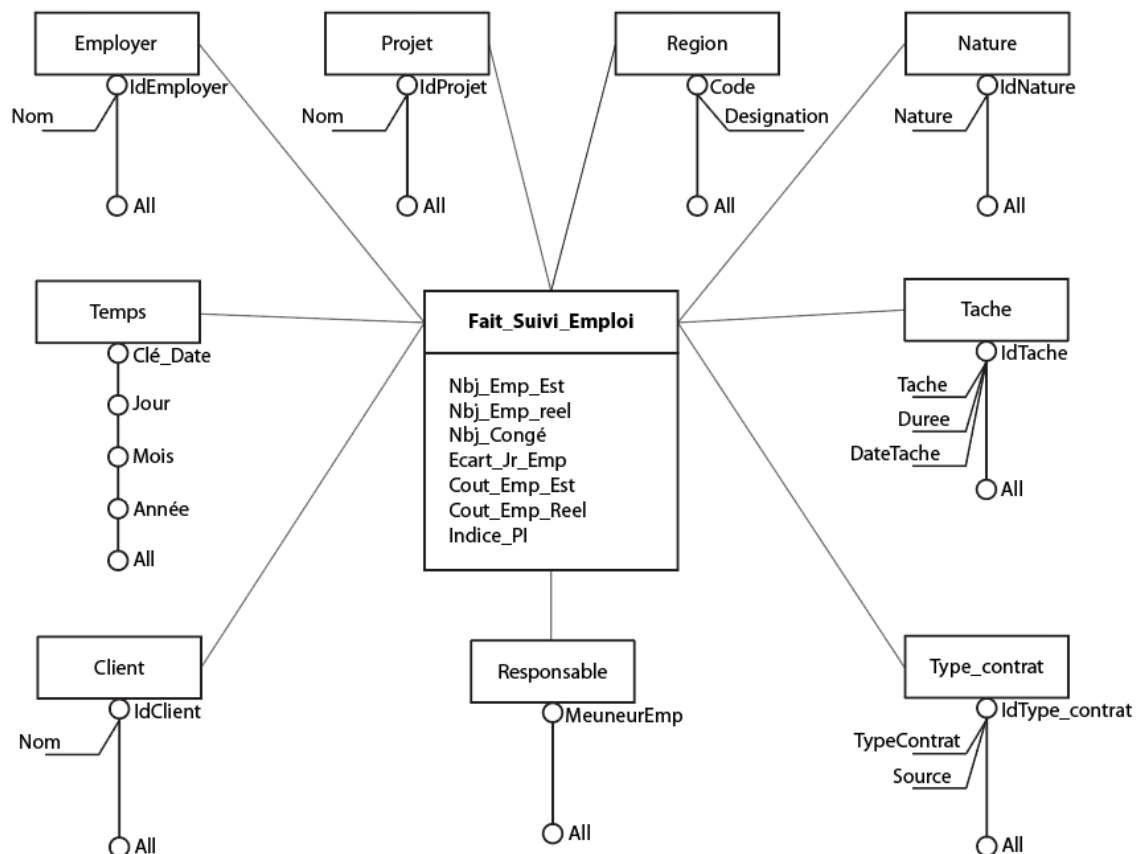 Employer
Projet
Region
Nature
IdEmployer
IdProjet
Code
IdNature
Nom
Nom
Designation
Nature
All
All
All
All
Temps
Fait_Suivi_Emploi
Tache
Clé_Date
Jour
Mois
Année
All
Nbj_Emp_Est
Nbj_Emp_reel
Nbj_Congé
Ecart_Jr_Emp
Cout_Emp_Est
Cout_Emp_Reel
Indice_PI
IdTache
Tache
Duree
DateTache
All
Client
Responsable
Type_contrat
IdClient
MeuneurEmp
IdType_contrat
Nom
TypeContrat
Source
All
All
All